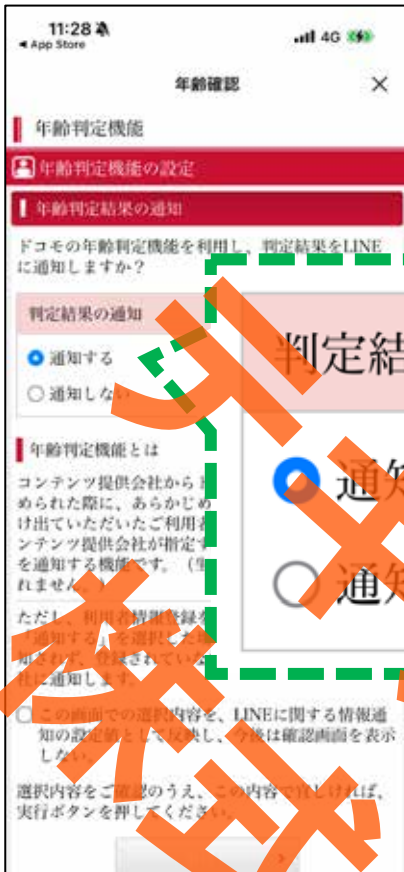 11:28
App Store
4G
年齢確認
年齢判定機能
年齢判定機能の設定
年齢判定結果の通知
ドコモの年齢判定機能を利用し、判定結果をLINE
に通知しますか？
判定結果の通知
通知する
通知しない
判定結
通知
通知
年齢判定機能とは
コンテンツ提供会社から
められた際に、あらかじめ
け出ていただいたご利用者
ンテンツ提供会社が指定す
を通知する機能です。（生
れません。）
ただし、利用者情報登録を
「通知する」を選択した場
知されず、登録されていな
社に通知します。
この画面での選択内容を、LINEに関する情報通
知の設定値として反映し、今後は確認画面を表示
しない。
選択内容をご確認のうえ、この内容で宜しければ、
実行ボタンを押してください。